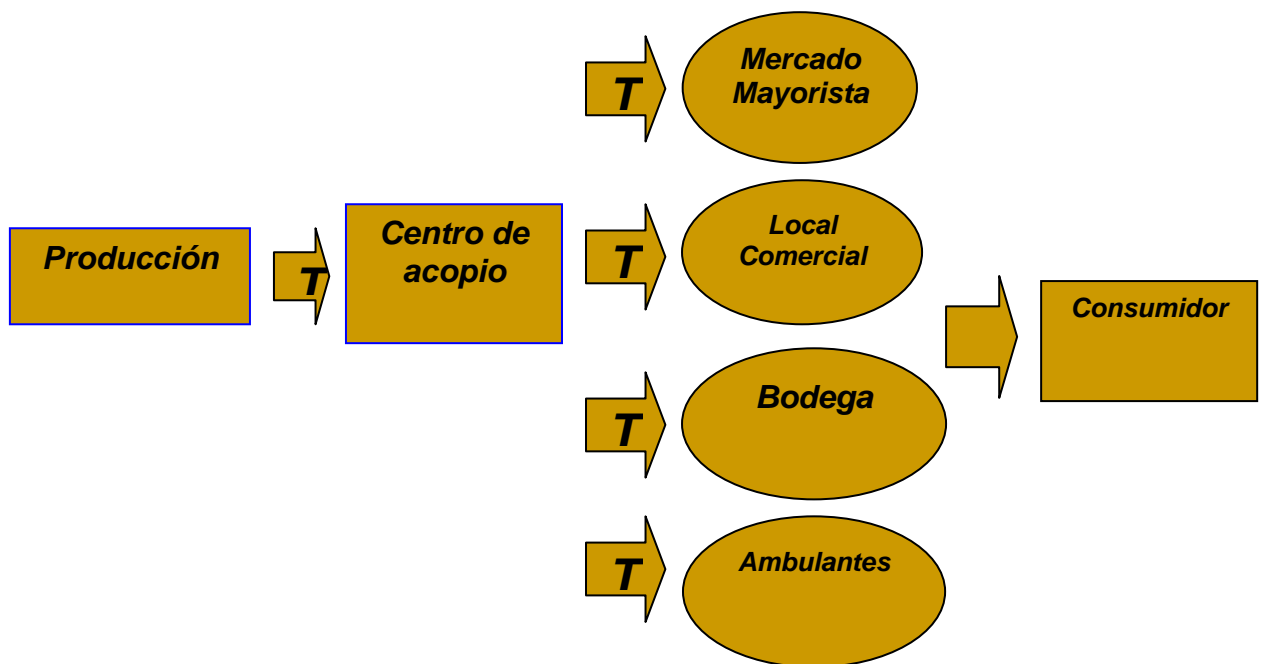 Producción
T
Centro de
acopio
T
Mercado
Mayorista
T
Local
Comercial
T
Bodega
T
Ambulantes
Consumidor